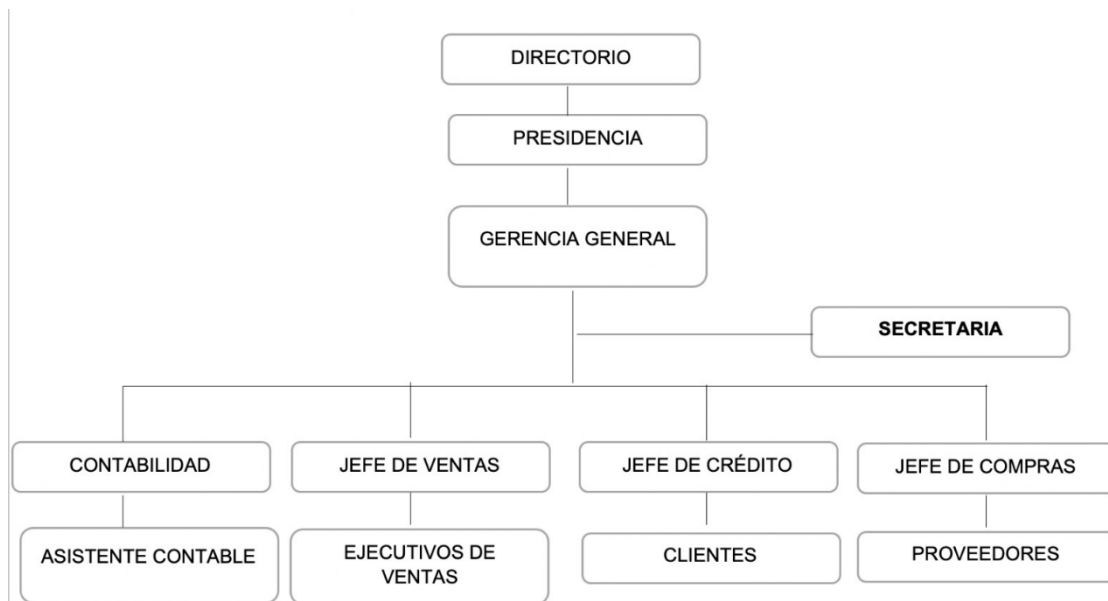 DIRECTORIO
PRESIDENCIA
GERENCIA GENERAL
SECRETARIA
CONTABILIDAD
JEFE DE VENTAS
JEFE DE CRÉDITO
JEFE DE COMPRAS
ASISTENTE CONTABLE
EJECUTIVOS DE
VENTAS
CLIENTES
PROVEEDORES